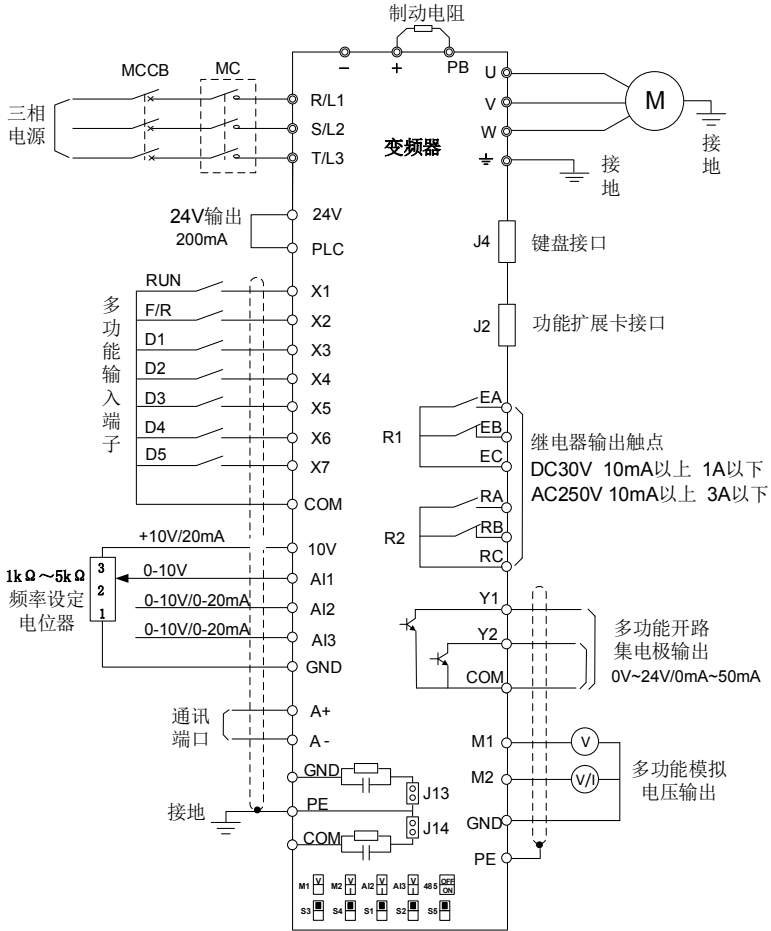 制动电阻
MCCB
MC
−
+
PB
三相
电源
R/L1
S/L2
T/L3
变频器
U
V
W
M
接地
接地
24V输出
200mA
24V
PLC
J4
键盘接口
J2
功能扩展卡接口
多功能输入端子
RUN
F/R
D1
D2
D3
D4
D5
X1
X2
X3
X4
X5
X6
X7
COM
R1
EA
EB
EC
R2
RA
RB
RC
继电器输出触点
DC30V 10mA以上 1A以下
AC250V 10mA以上 3A以下
+10V/20mA
0-10V
0-10V/0-20mA
0-10V/0-20mA
1kΩ～5kΩ
频率设定
电位器
3
2
1
10V
AI1
AI2
AI3
GND
Y1
Y2
COM
多功能开路
集电极输出
0V~24V/0mA~50mA
通讯
端口
A+
A-
M1
M2
GND
PE
V
V/I
多功能模拟
电压输出
接地
GND
PE
COM
J13
J14
M1 V I
M2 V I
AI2 V I
AI3 V I
485 OFF ON
S3
S4
S1
S2
S5